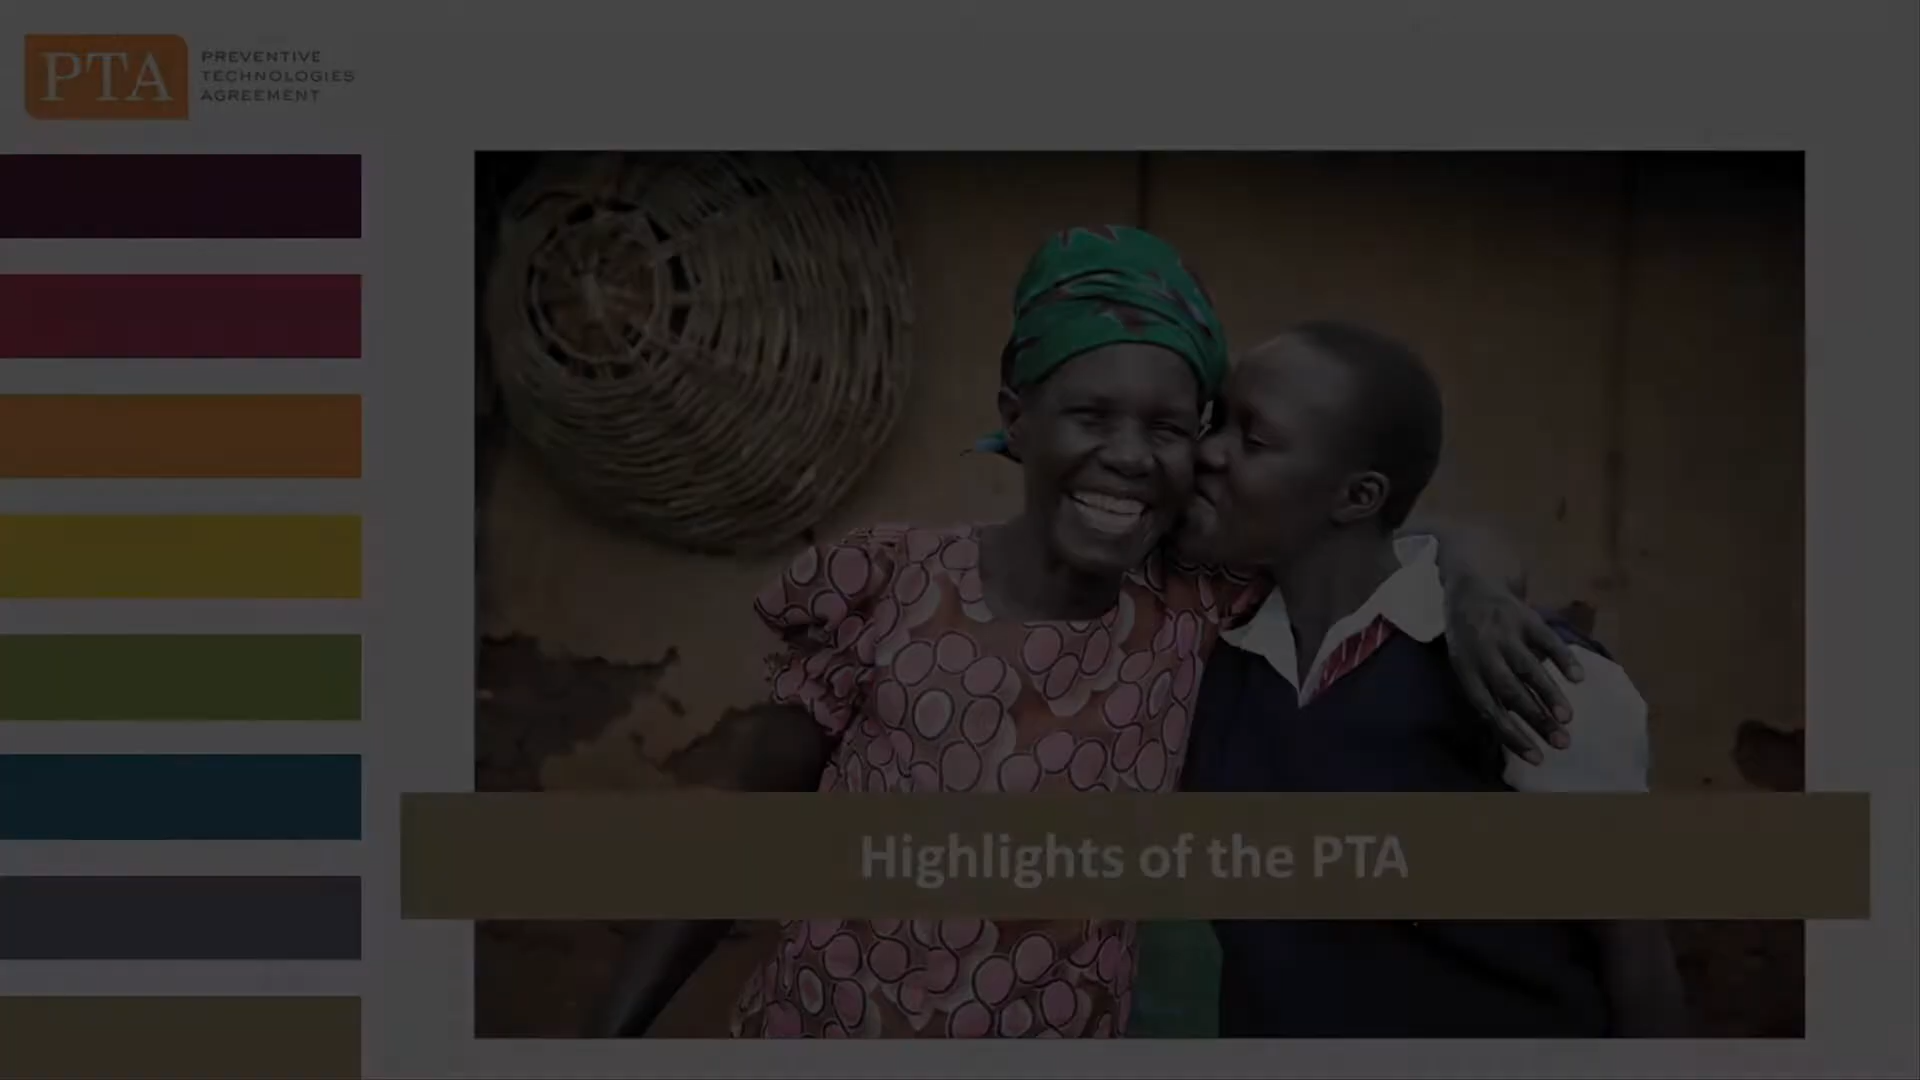 PTA
PREVENTIVE
TECHNOLOGIES
AGREEMENT
Highlights of the PTA